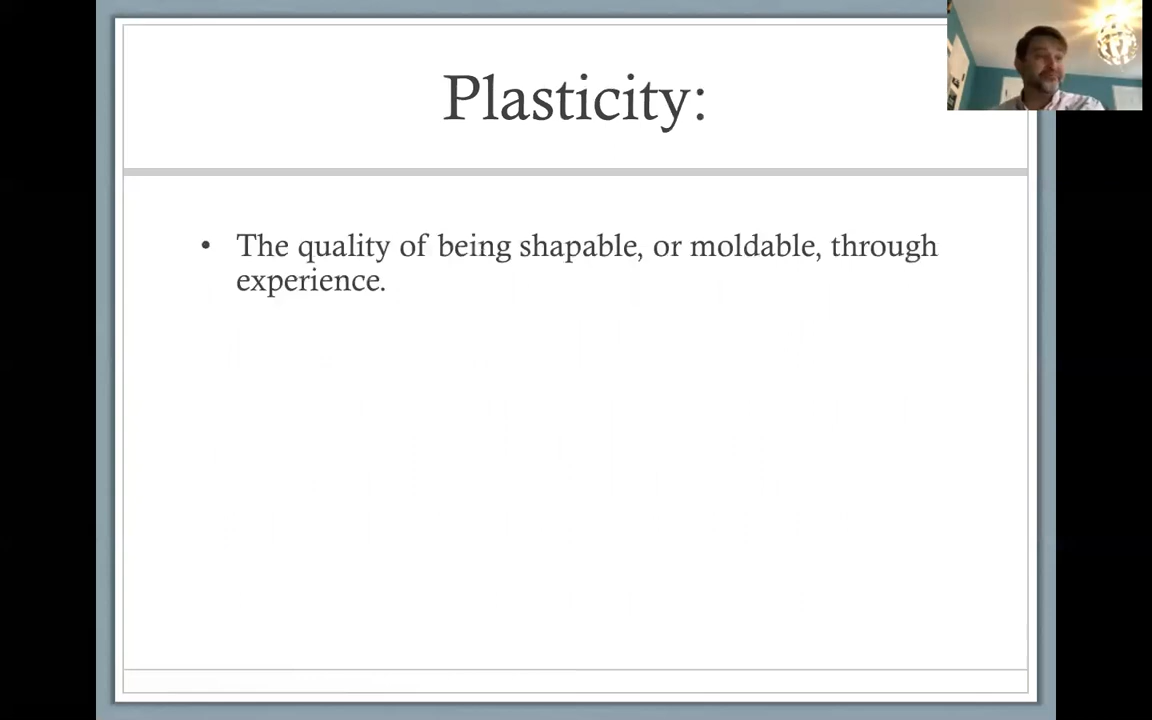 Plasticity:
• The quality of being shapable, or moldable, through
experience.